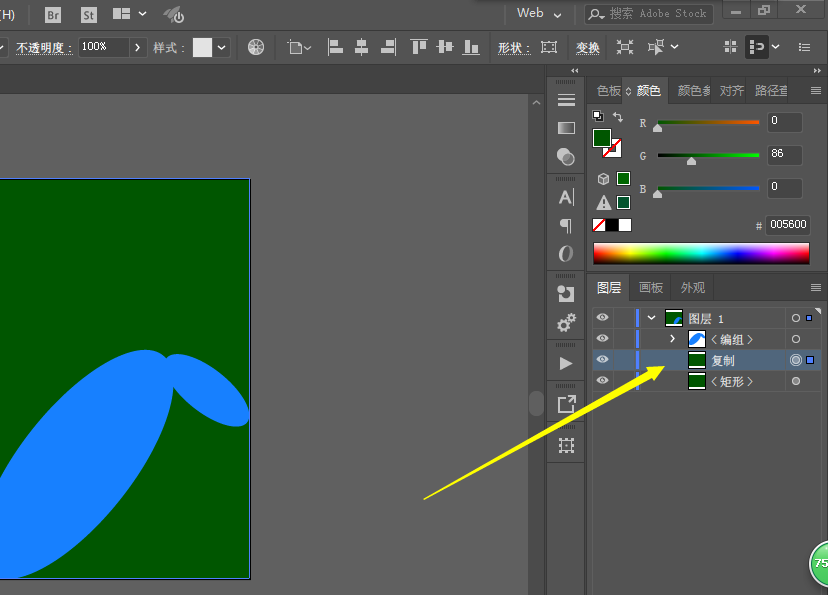 (H) Br St Web 搜索 Adobe Stock
不透明度： 100% 样式： 形状： 变换
色板 颜色 颜色参 对齐 路径查
R 0
G 86
B 0
# 005600
图层 画板 外观
图层 1
〈编组〉
复制
〈矩形〉
75